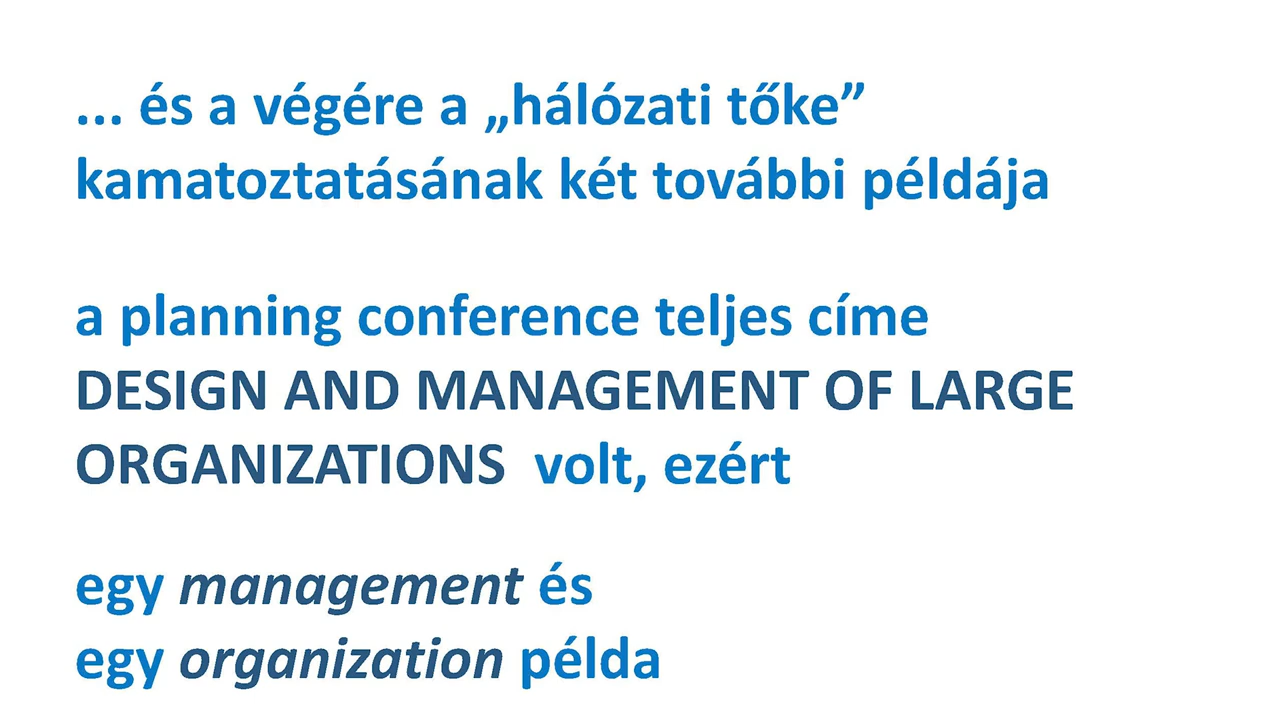 ... és a végére a „hálózati tőke”
kamatoztatásának két további példája
a planning conference teljes címe
DESIGN AND MANAGEMENT OF LARGE
ORGANIZATIONS volt, ezért
egy management és
egy organization példa